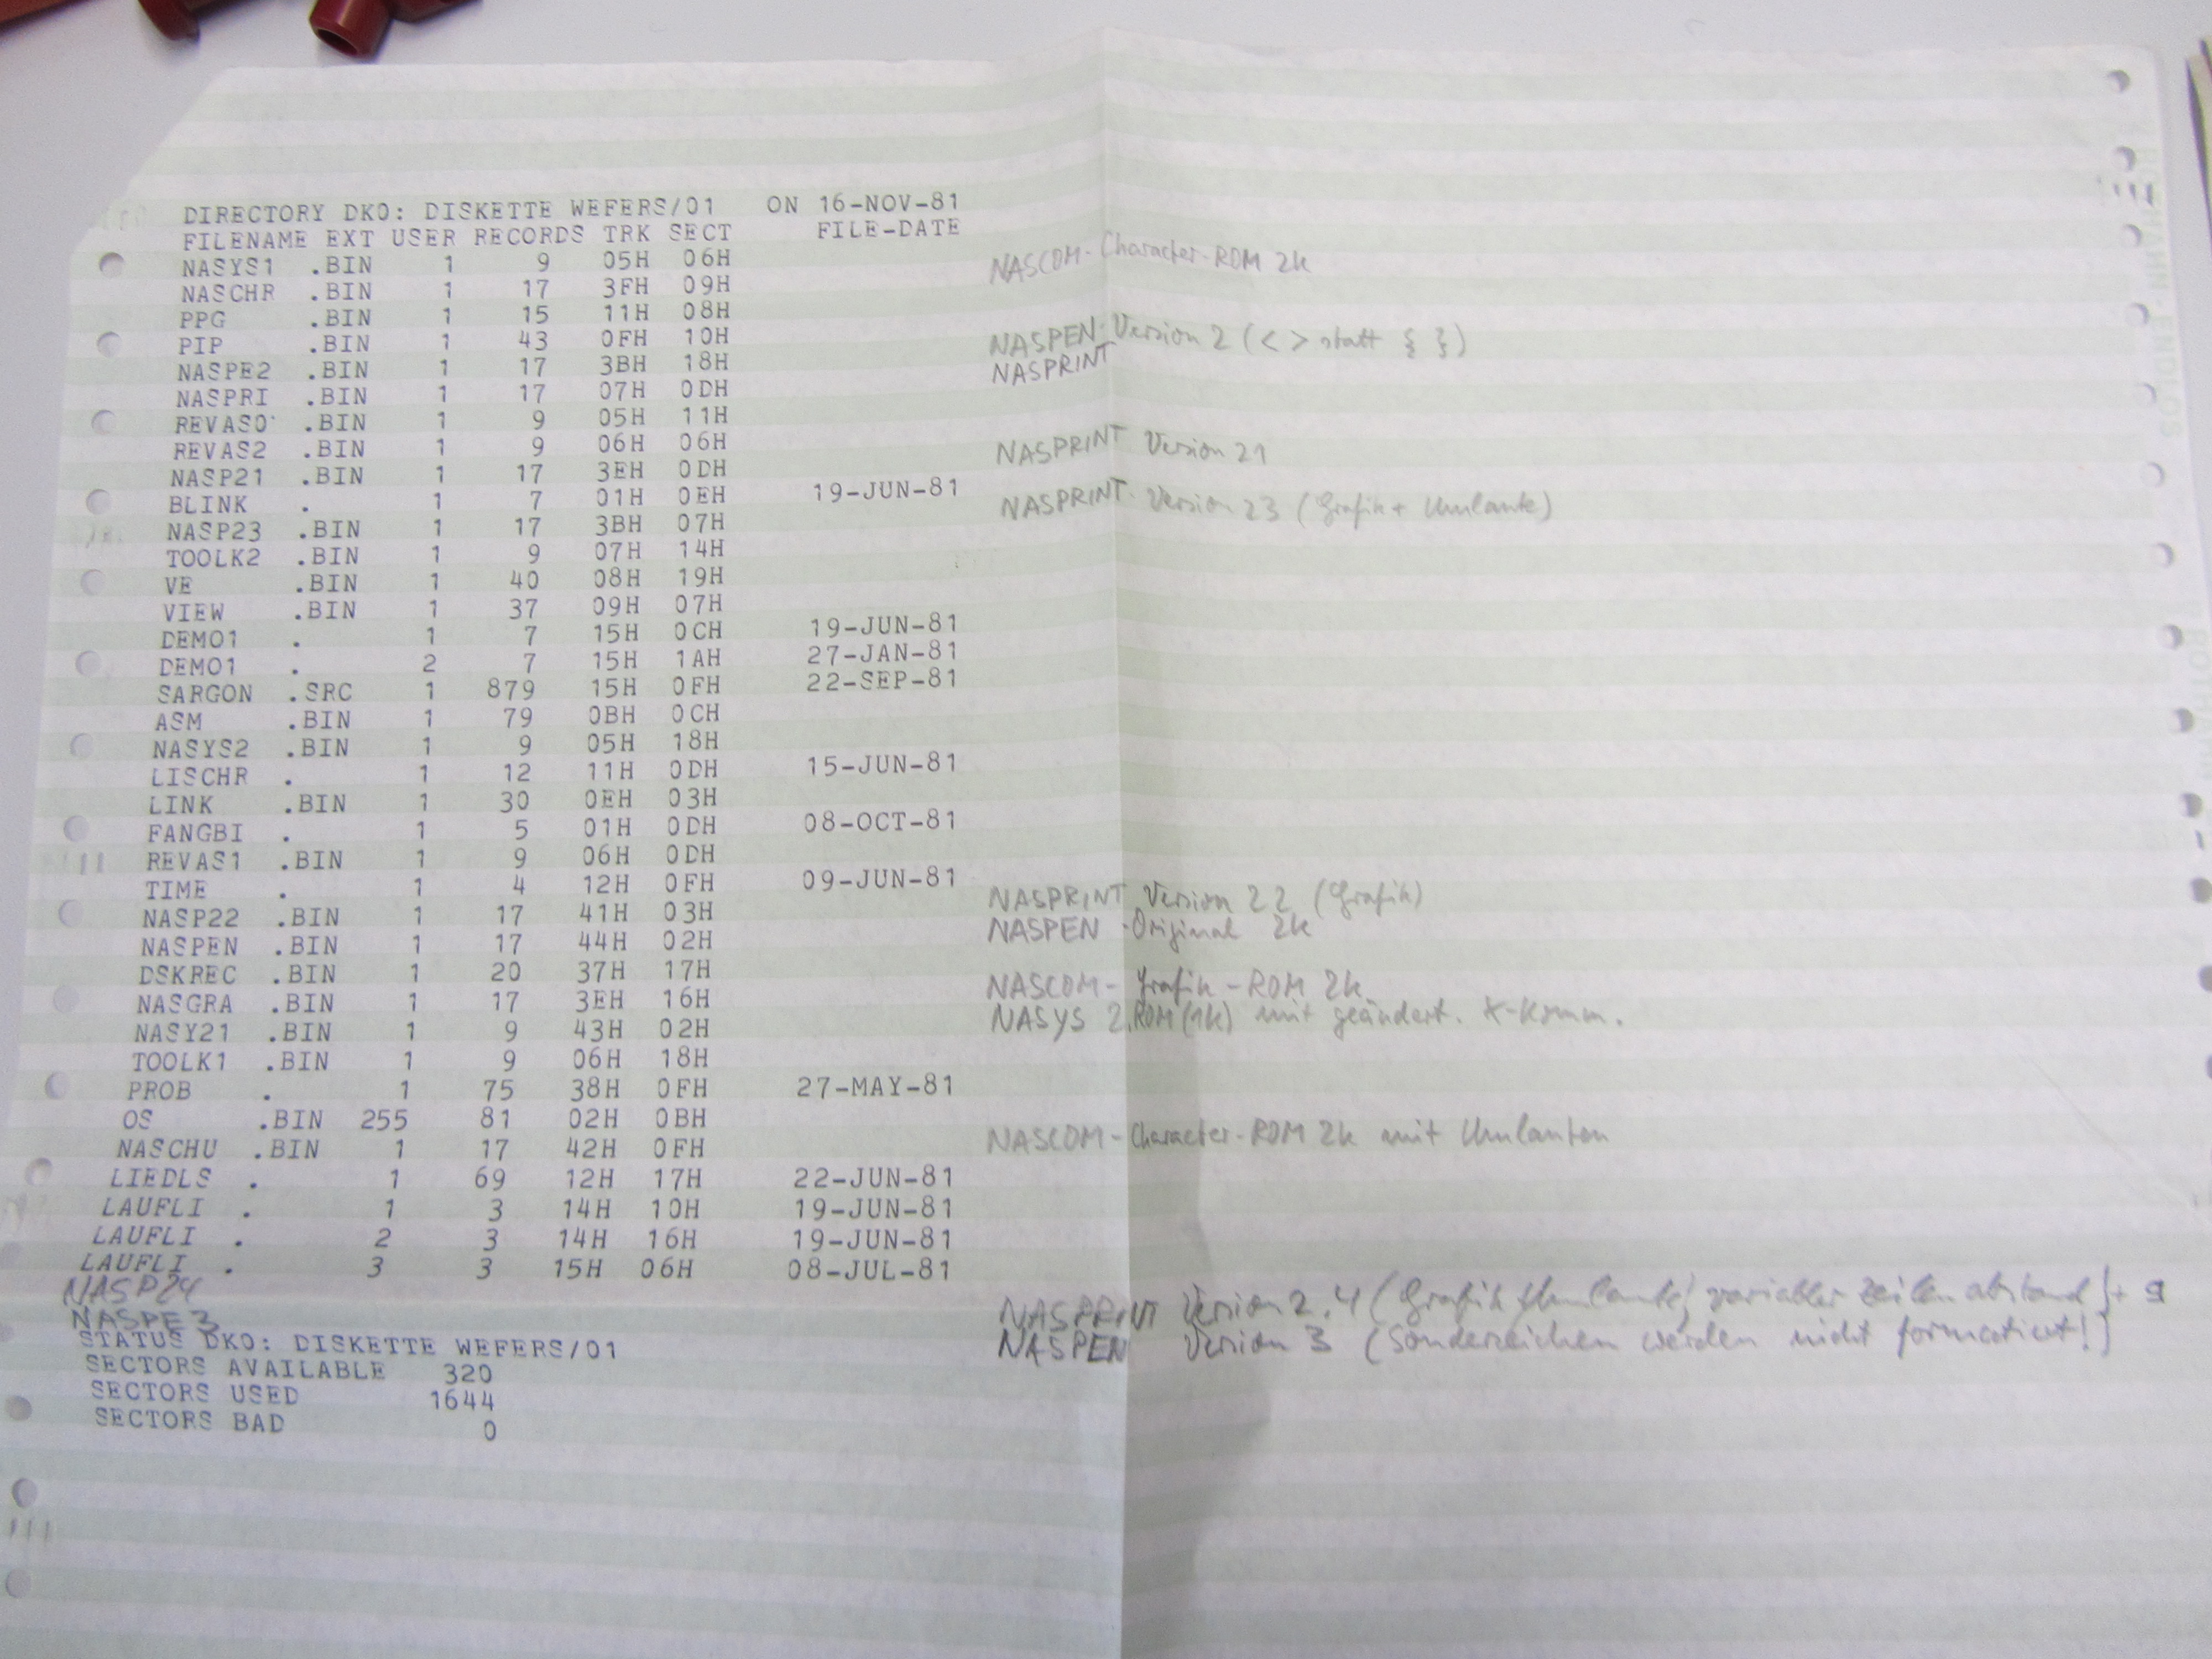 DIRECTORY DK0: DISKETTE WEFERS/01 ON 16-NOV-81
FILENAME EXT USER RECORDS TRK SECT FILE-DATE
NASYS1 .BIN 1 9 05H 06H
NASCHR .BIN 1 17 3FH 09H NASCOM-Character-ROM 2k
PPG .BIN 1 15 11H 08H
PIP .BIN 1 43 0FH 10H
NASPE2 .BIN 1 17 3BH 18H NASPEN-Version 2 (< > statt { })
NASPRI .BIN 1 17 07H 0DH NASPRINT
REVAS0 .BIN 1 9 05H 11H
REVAS2 .BIN 1 9 06H 06H
NASP21 .BIN 1 17 3EH 0DH NASPRINT Version 21
BLINK . 1 7 01H 0EH 19-JUN-81
NASP23 .BIN 1 17 3BH 07H NASPRINT Version 23 (Grafik + Umlaute)
TOOLK2 .BIN 1 9 07H 14H
VE .BIN 1 40 08H 19H
VIEW .BIN 1 37 09H 07H
DEMO1 . 1 7 15H 0CH 19-JUN-81
DEMO1 . 2 7 15H 1AH 27-JAN-81
SARGON .SRC 1 879 15H 0FH 22-SEP-81
ASM .BIN 1 79 0BH 0CH
NASYS2 .BIN 1 9 05H 18H
LISCHR . 1 12 11H 0DH 15-JUN-81
LINK .BIN 1 30 0EH 03H
FANGBI . 1 5 01H 0DH 08-OCT-81
REVAS1 .BIN 1 9 06H 0DH
TIME . 1 4 12H 0FH 09-JUN-81
NASP22 .BIN 1 17 41H 03H NASPRINT Version 22 (Grafik)
NASPEN .BIN 1 17 44H 02H NASPEN-Original 2k
DSKREC .BIN 1 20 37H 17H
NASGRA .BIN 1 17 3EH 16H NASCOM-Grafik-ROM 2k
NASY21 .BIN 1 9 43H 02H NASYS 2 ROM (1k) mit geändert. X-Komm.
TOOLK1 .BIN 1 9 06H 18H
PROB . 1 75 38H 0FH 27-MAY-81
OS .BIN 255 81 02H 0BH
NASCHU .BIN 1 17 42H 0FH NASCOM-Character-ROM 2k mit Umlauten
LIEDLS . 1 69 12H 17H 22-JUN-81
LAUFLI . 1 3 14H 10H 19-JUN-81
LAUFLI . 2 3 14H 16H 19-JUN-81
LAUFLI . 3 3 15H 06H 08-JUL-81
NASP24 NASPRINT Version 2.4 (Grafik, Umlaute, variabler Zeilenabstand)
NASPE3 NASPEN Version 3 (Sonderzeichen werden nicht formatiert!)
STATUS DK0: DISKETTE WEFERS/01
SECTORS AVAILABLE 320
SECTORS USED 1644
SECTORS BAD 0